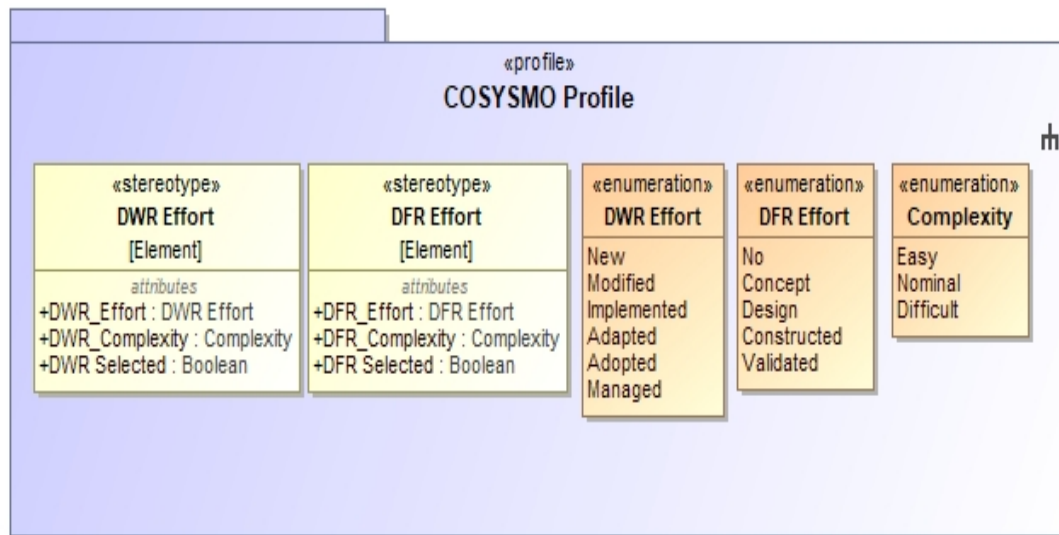 «profile»
COSYSMO Profile
«stereotype»
DWR Effort
[Element]
attributes
+DWR_Effort : DWR Effort
+DWR_Complexity : Complexity
+DWR Selected : Boolean
«stereotype»
DFR Effort
[Element]
attributes
+DFR_Effort : DFR Effort
+DFR_Complexity : Complexity
+DFR Selected : Boolean
«enumeration»
DWR Effort
New
Modified
Implemented
Adapted
Adopted
Managed
«enumeration»
DFR Effort
No
Concept
Design
Constructed
Validated
«enumeration»
Complexity
Easy
Nominal
Difficult